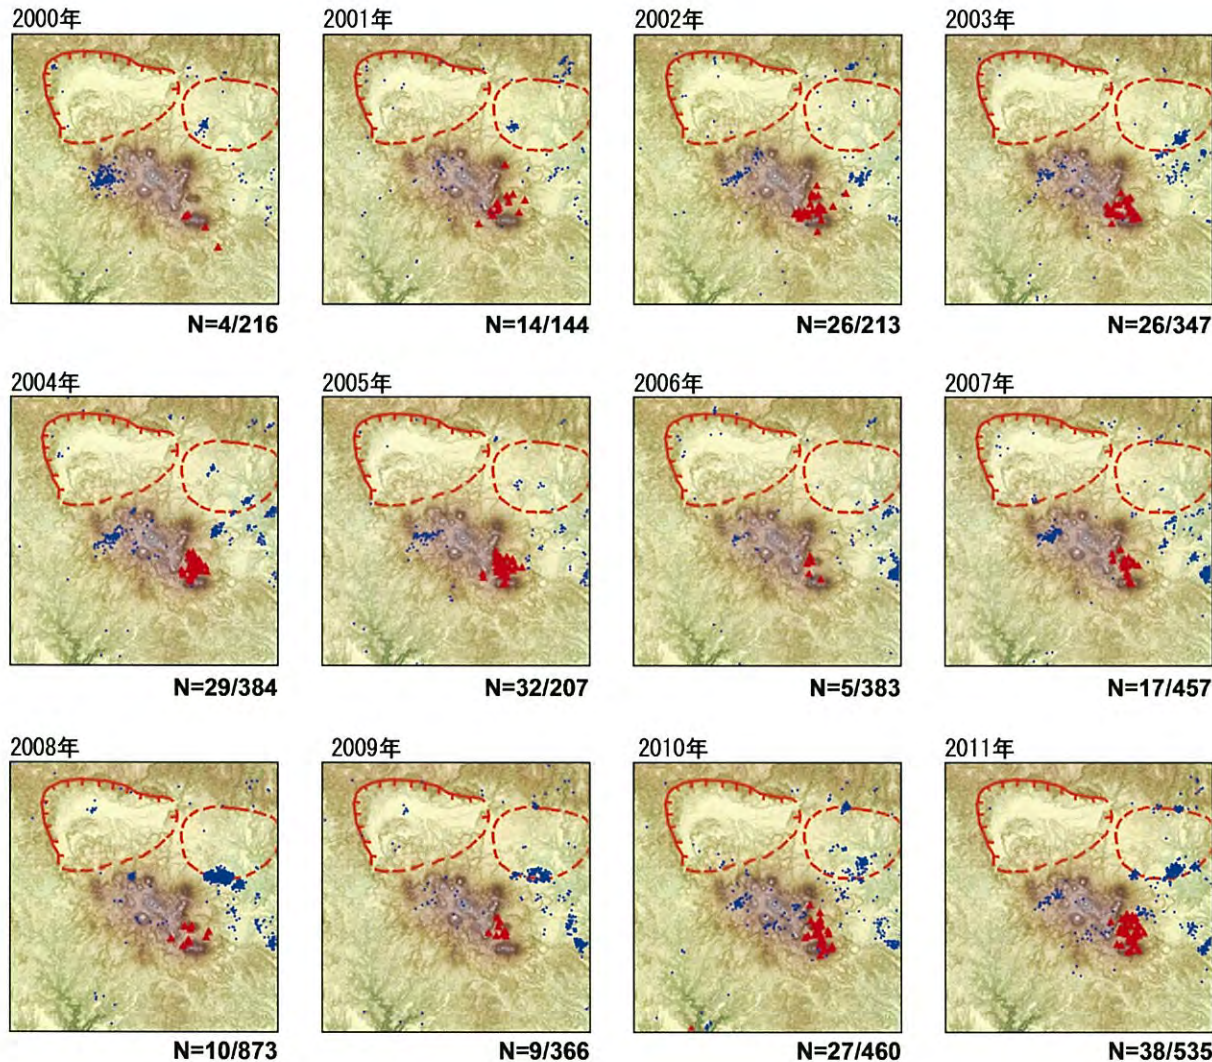 2000年
2001年
2002年
2003年
N=4/216
N=14/144
N=26/213
N=26/347
2004年
2005年
2006年
2007年
N=29/384
N=32/207
N=5/383
N=17/457
2008年
2009年
2010年
2011年
N=10/873
N=9/366
N=27/460
N=38/535